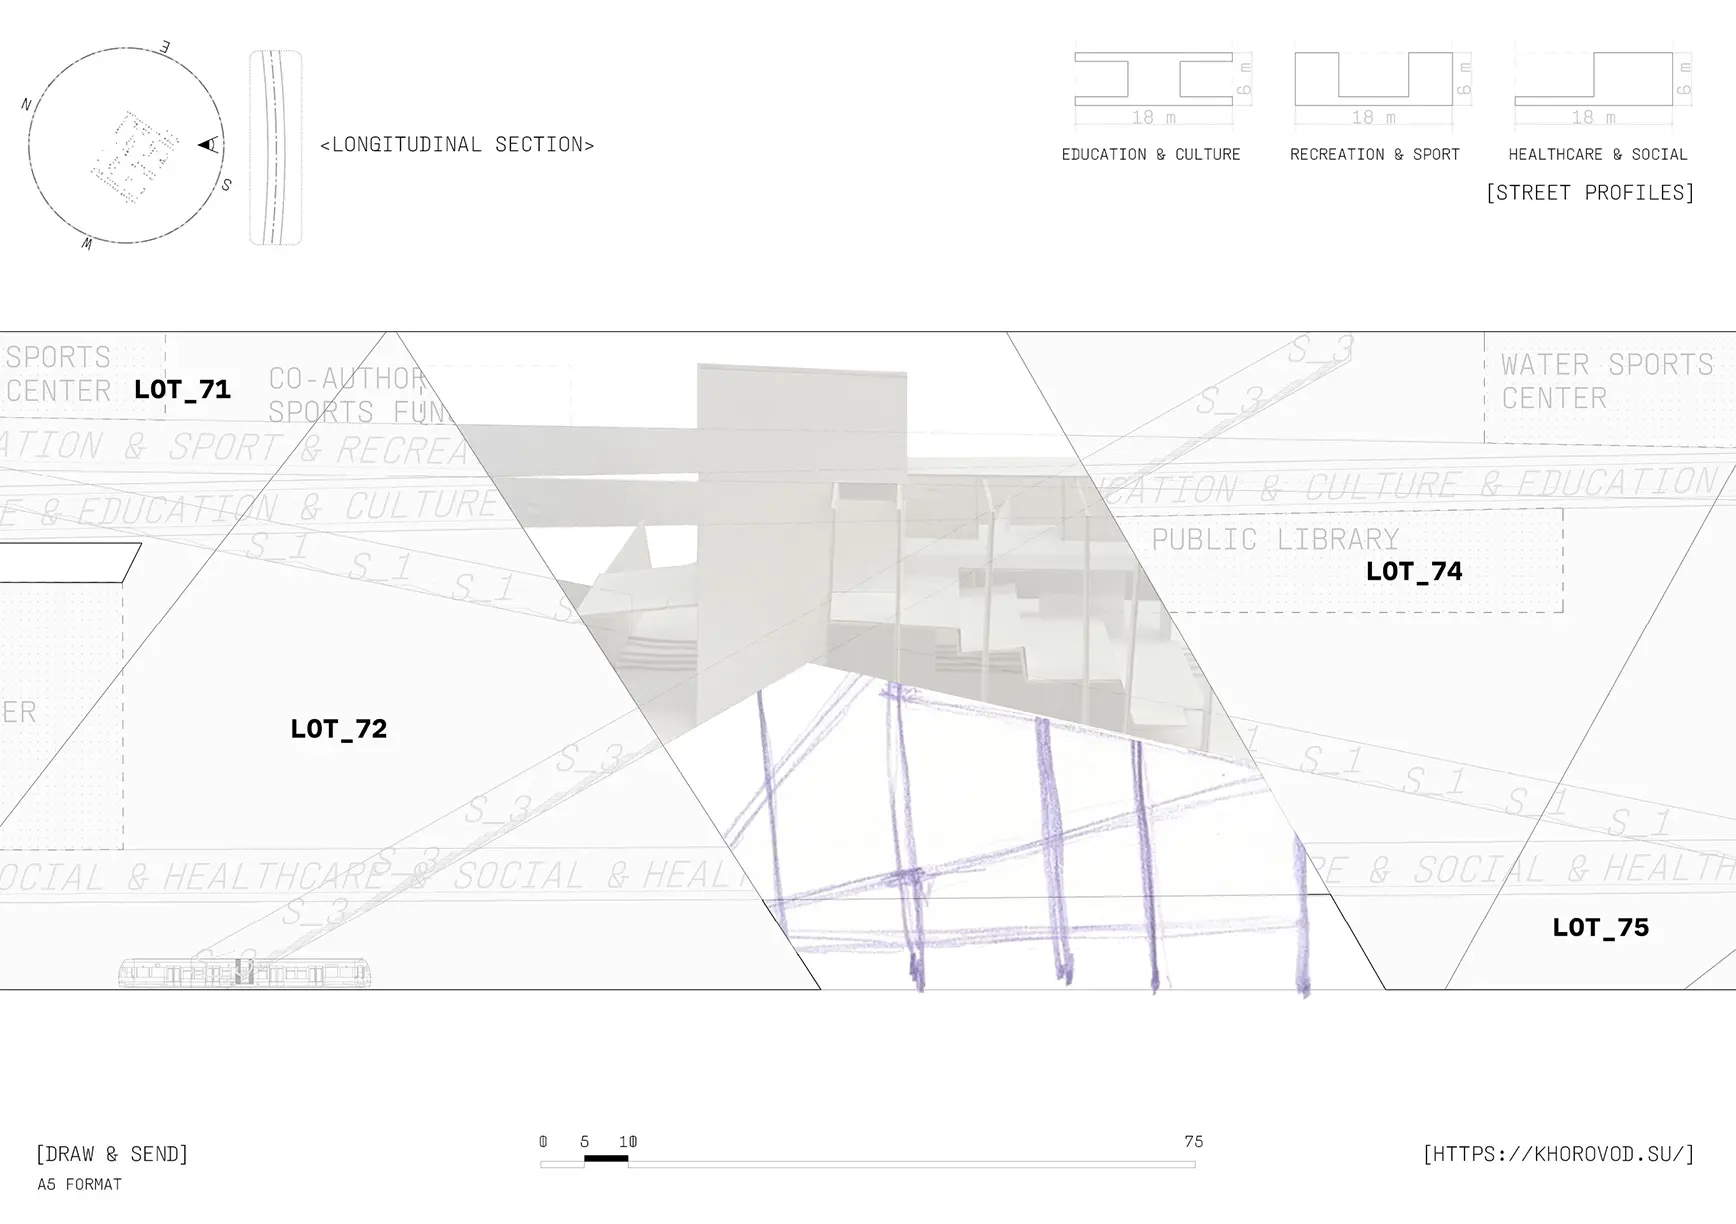 E
N
S
W
<LONGITUDINAL SECTION>
6 m
18 m
EDUCATION & CULTURE
6 m
18 m
RECREATION & SPORT
6 m
18 m
HEALTHCARE & SOCIAL
[STREET PROFILES]
SPORTS
CENTER
LOT_71
CO-AUTHOR
SPORTS FUN
S_3
S_3
WATER SPORTS
CENTER
ATION & SPORT & RECREA
E & EDUCATION & CULTURE
CATION & CULTURE & EDUCATION
S_1 S_1 S_1 S
PUBLIC LIBRARY
LOT_74
ER
LOT_72
S_3
S_3
S_3
S_3
1 S_1 S_1 S_1 S_1
OCIAL & HEALTHCARE & SOCIAL & HEAL
RE & SOCIAL & HEALTH
LOT_75
[DRAW & SEND]
A5 FORMAT
0 5 10 75
[HTTPS://KHOROVOD.SU/]